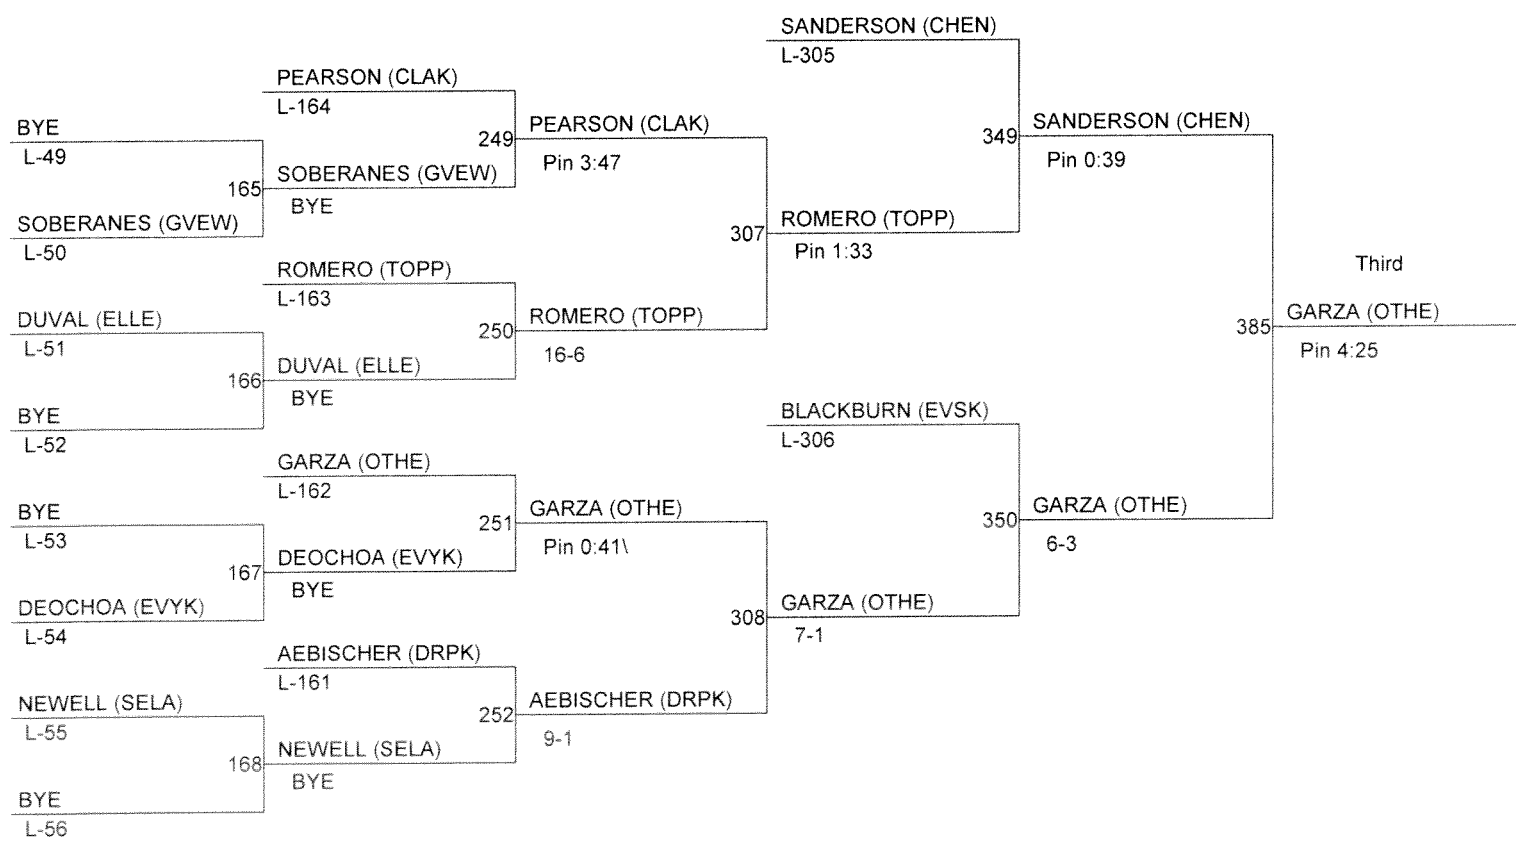 SANDERSON (CHEN)
L-305
PEARSON (CLAK)
L-164
BYE
L-49
249
PEARSON (CLAK)
Pin 3:47
349
SANDERSON (CHEN)
Pin 0:39
165
SOBERANES (GVEW)
BYE
SOBERANES (GVEW)
L-50
307
ROMERO (TOPP)
Pin 1:33
ROMERO (TOPP)
L-163
Third
DUVAL (ELLE)
L-51
250
ROMERO (TOPP)
16-6
385
GARZA (OTHE)
Pin 4:25
166
DUVAL (ELLE)
BYE
BYE
L-52
BLACKBURN (EVSK)
L-306
GARZA (OTHE)
L-162
BYE
L-53
251
GARZA (OTHE)
Pin 0:41\
350
GARZA (OTHE)
6-3
167
DEOCHOA (EVYK)
BYE
DEOCHOA (EVYK)
L-54
308
GARZA (OTHE)
7-1
AEBISCHER (DRPK)
L-161
NEWELL (SELA)
L-55
252
AEBISCHER (DRPK)
9-1
168
NEWELL (SELA)
BYE
BYE
L-56